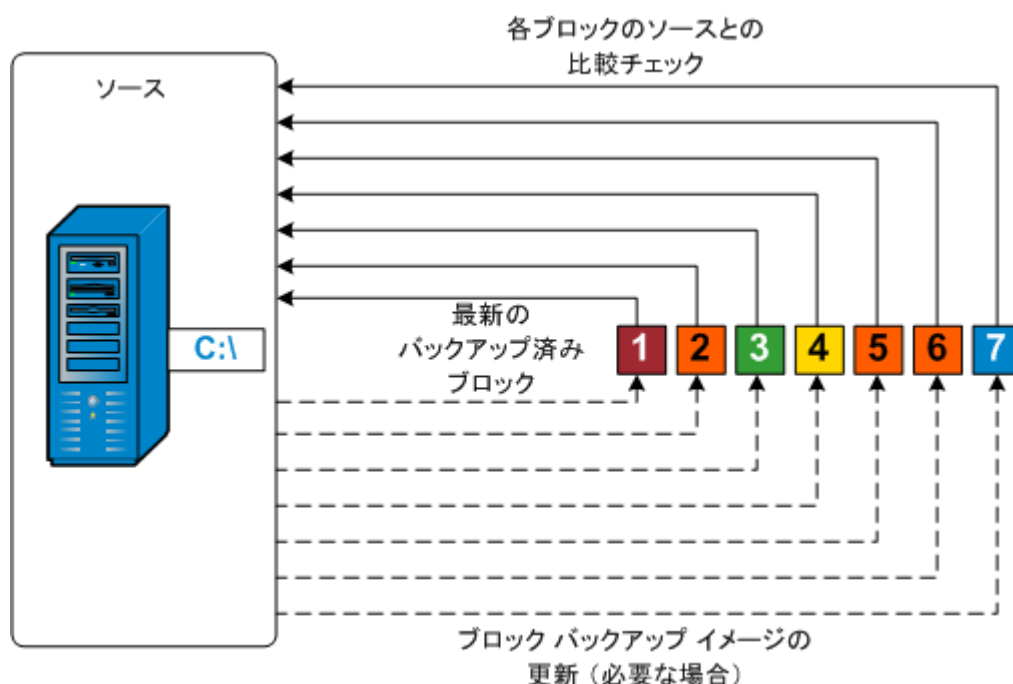 各ブロックのソースとの
比較チェック
ソース
C:\
最新の
バックアップ済み
ブロック
1 2 3 4 5 6 7
ブロック バックアップ イメージの
更新（必要な場合）